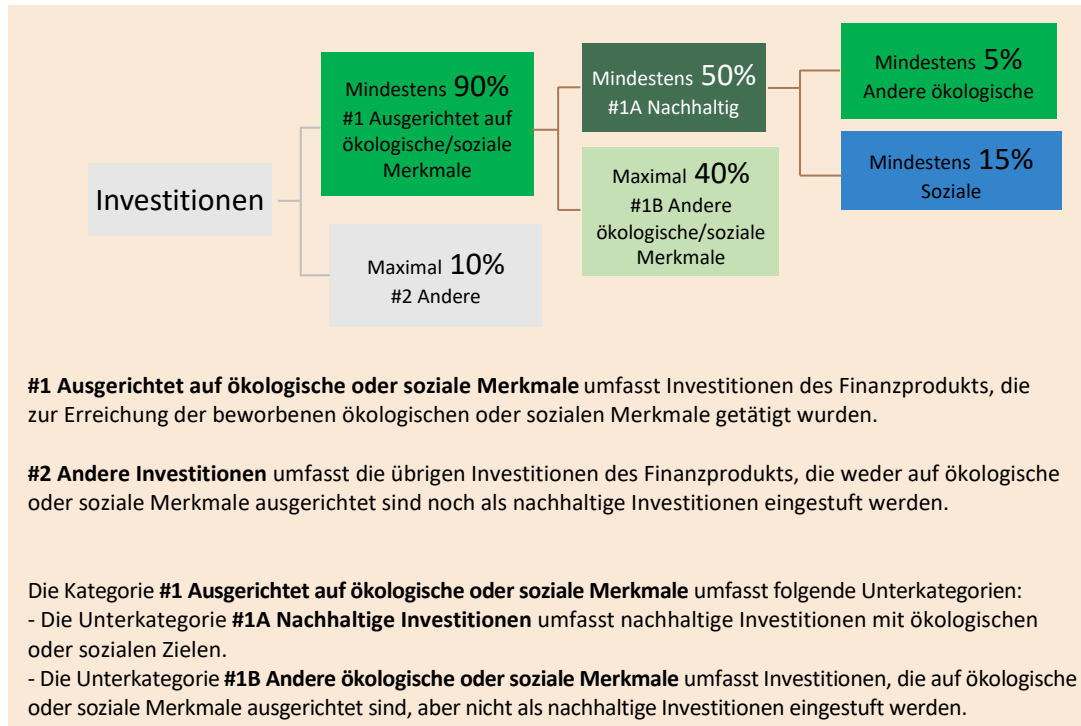 Investitionen
Mindestens 90%
#1 Ausgerichtet auf
ökologische/soziale
Merkmale
Maximal 10%
#2 Andere
Mindestens 50%
#1A Nachhaltig
Maximal 40%
#1B Andere
ökologische/soziale
Merkmale
Mindestens 5%
Andere ökologische
Mindestens 15%
Soziale
#1 Ausgerichtet auf ökologische oder soziale Merkmale umfasst Investitionen des Finanzprodukts, die
zur Erreichung der beworbenen ökologischen oder sozialen Merkmale getätigt wurden.
#2 Andere Investitionen umfasst die übrigen Investitionen des Finanzprodukts, die weder auf ökologische
oder soziale Merkmale ausgerichtet sind noch als nachhaltige Investitionen eingestuft werden.
Die Kategorie #1 Ausgerichtet auf ökologische oder soziale Merkmale umfasst folgende Unterkategorien:
- Die Unterkategorie #1A Nachhaltige Investitionen umfasst nachhaltige Investitionen mit ökologischen
oder sozialen Zielen.
- Die Unterkategorie #1B Andere ökologische oder soziale Merkmale umfasst Investitionen, die auf ökologische
oder soziale Merkmale ausgerichtet sind, aber nicht als nachhaltige Investitionen eingestuft werden.